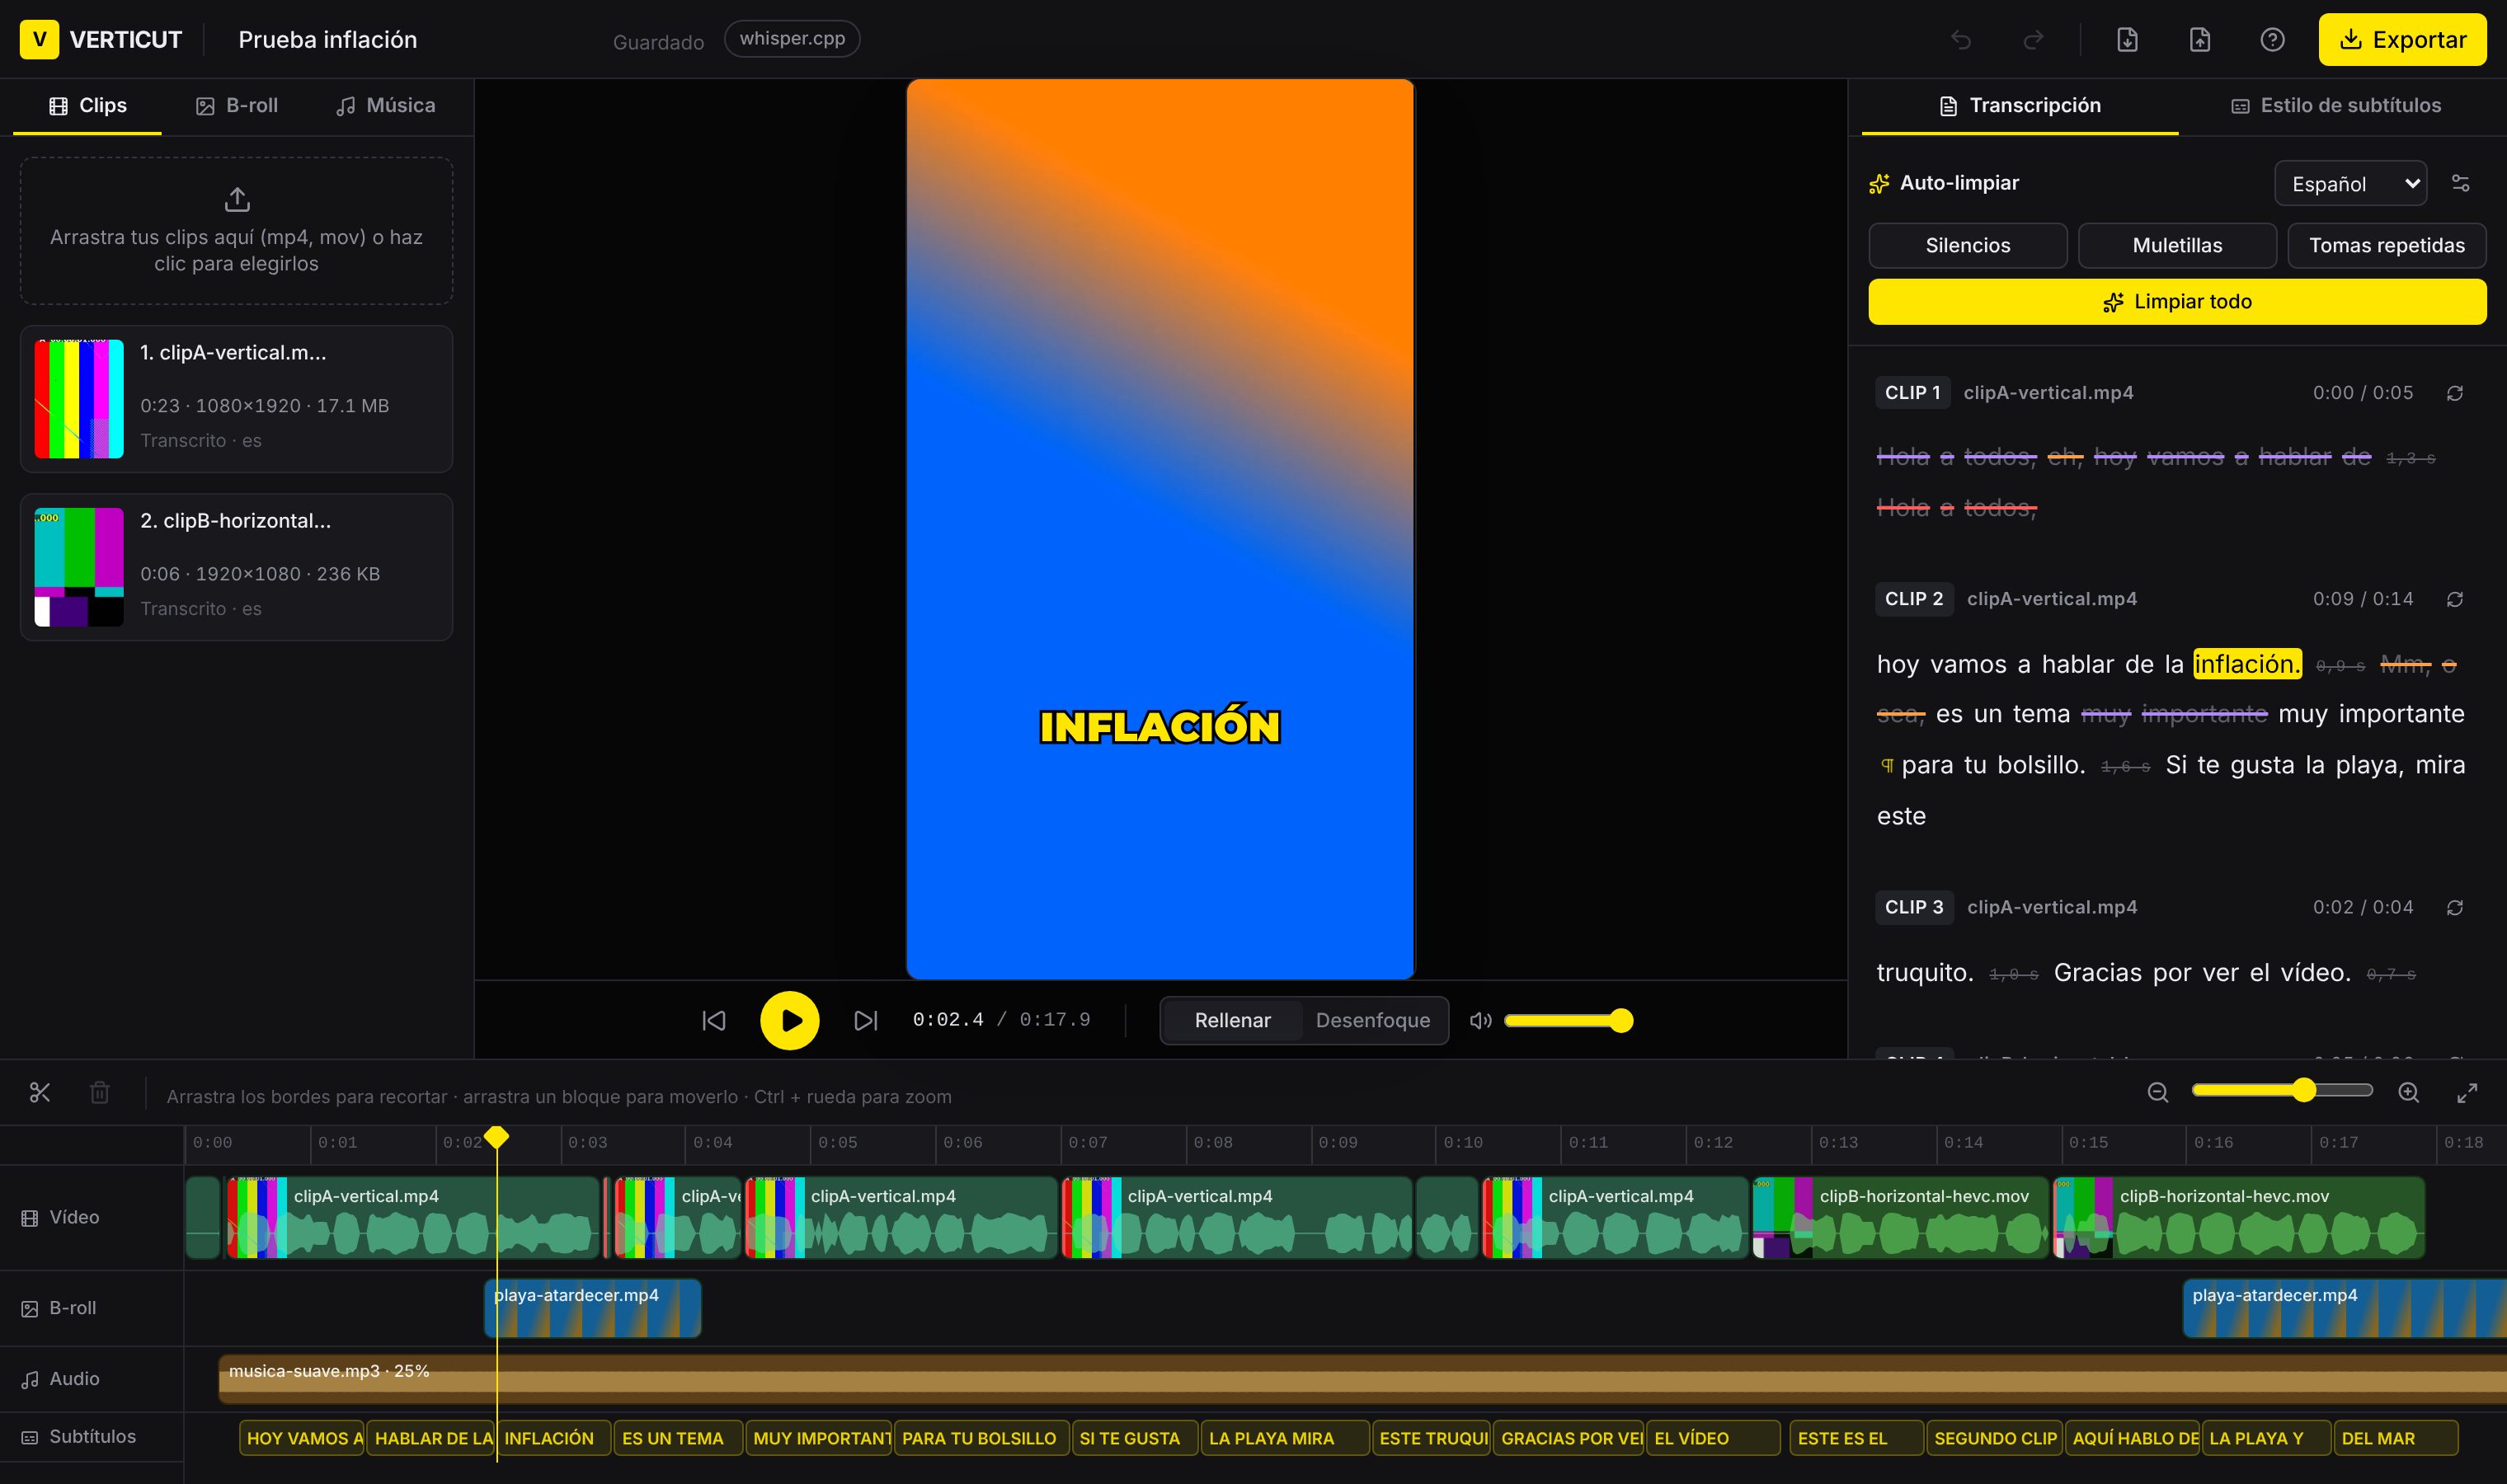 V VERTICUT Prueba inflación Guardado whisper.cpp Exportar
Clips B-roll Música
Arrastra tus clips aquí (mp4, mov) o haz
clic para elegirlos
1. clipA-vertical.m...
0:23 · 1080×1920 · 17.1 MB
Transcrito · es
2. clipB-horizontal...
0:06 · 1920×1080 · 236 KB
Transcrito · es
INFLACIÓN
0:02.4 / 0:17.9 Rellenar Desenfoque
Transcripción Estilo de subtítulos
Auto-limpiar Español
Silencios Muletillas Tomas repetidas
Limpiar todo
CLIP 1 clipA-vertical.mp4 0:00 / 0:05
Hola a todos, eh, hoy vamos a hablar de 1,3 s
Hola a todos,
CLIP 2 clipA-vertical.mp4 0:09 / 0:14
hoy vamos a hablar de la inflación. 0,9 s Mm, o
sea, es un tema muy importante muy importante
¶ para tu bolsillo. 1,6 s Si te gusta la playa, mira
este
CLIP 3 clipA-vertical.mp4 0:02 / 0:04
truquito. 1,0 s Gracias por ver el vídeo. 0,7 s
Arrastra los bordes para recortar · arrastra un bloque para moverlo · Ctrl + rueda para zoom
0:00 0:01 0:02 0:03 0:04 0:05 0:06 0:07 0:08 0:09 0:10 0:11 0:12 0:13 0:14 0:15 0:16 0:17 0:18
Vídeo clipA-vertical.mp4 clipA-ve clipA-vertical.mp4 clipA-vertical.mp4 clipA-vertical.mp4 clipB-horizontal-hevc.mov clipB-horizontal-hevc.mov
B-roll playa-atardecer.mp4 playa-atardecer.mp4
Audio musica-suave.mp3 · 25%
Subtítulos HOY VAMOS A HABLAR DE LA INFLACIÓN ES UN TEMA MUY IMPORTANT PARA TU BOLSILLO SI TE GUSTA LA PLAYA MIRA ESTE TRUQUI GRACIAS POR VER EL VÍDEO ESTE ES EL SEGUNDO CLIP AQUÍ HABLO DE LA PLAYA Y DEL MAR